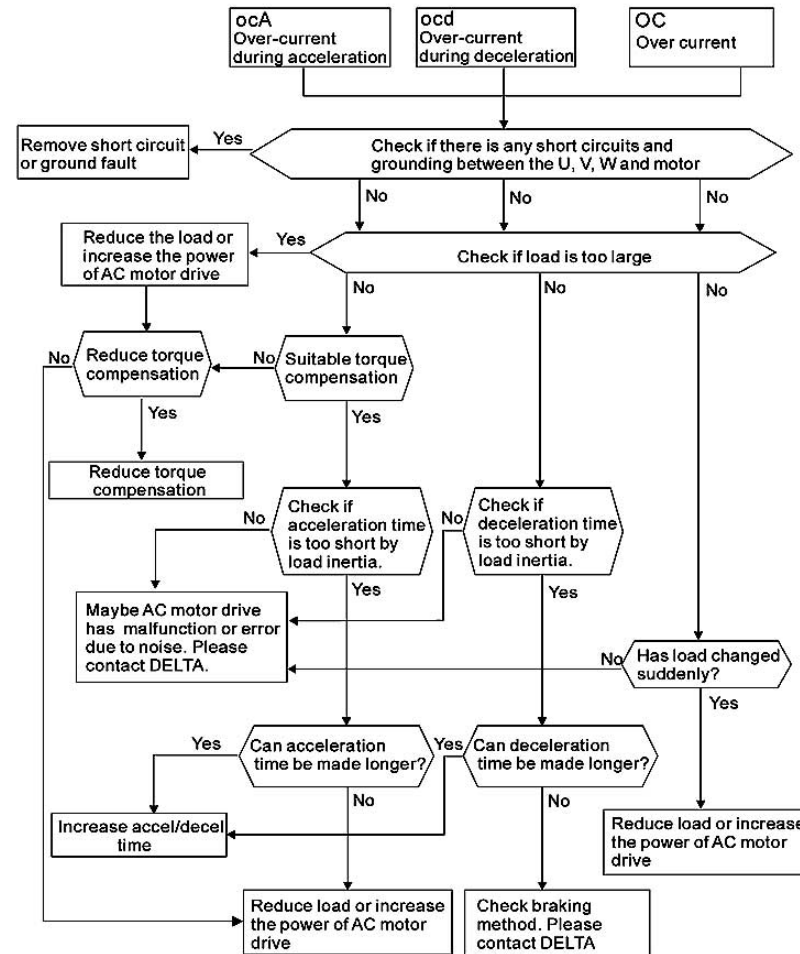 ocA
Over-current
during acceleration
ocd
Over-current
during deceleration
OC
Over current
Remove short circuit
or ground fault
Yes
Check if there is any short circuits and
grounding between the U, V, W and motor
No
No
No
Reduce the load or
increase the power
of AC motor drive
Yes
Check if load is too large
No
No
No
No
Reduce torque
compensation
No
Suitable torque
compensation
Yes
Yes
Reduce torque
compensation
No
Check if
acceleration time
is too short by
load inertia.
No
Check if
deceleration time
is too short by
load inertia.
Yes
Yes
Maybe AC motor drive
has malfunction or error
due to noise. Please
contact DELTA.
No
Has load changed
suddenly?
Yes
Yes
Can acceleration
time be made longer?
Yes
Can deceleration
time be made longer?
No
No
Increase accel/decel
time
Reduce load or increase
the power of AC motor
drive
Reduce load or increase
the power of AC motor
drive
Check braking
method. Please
contact DELTA